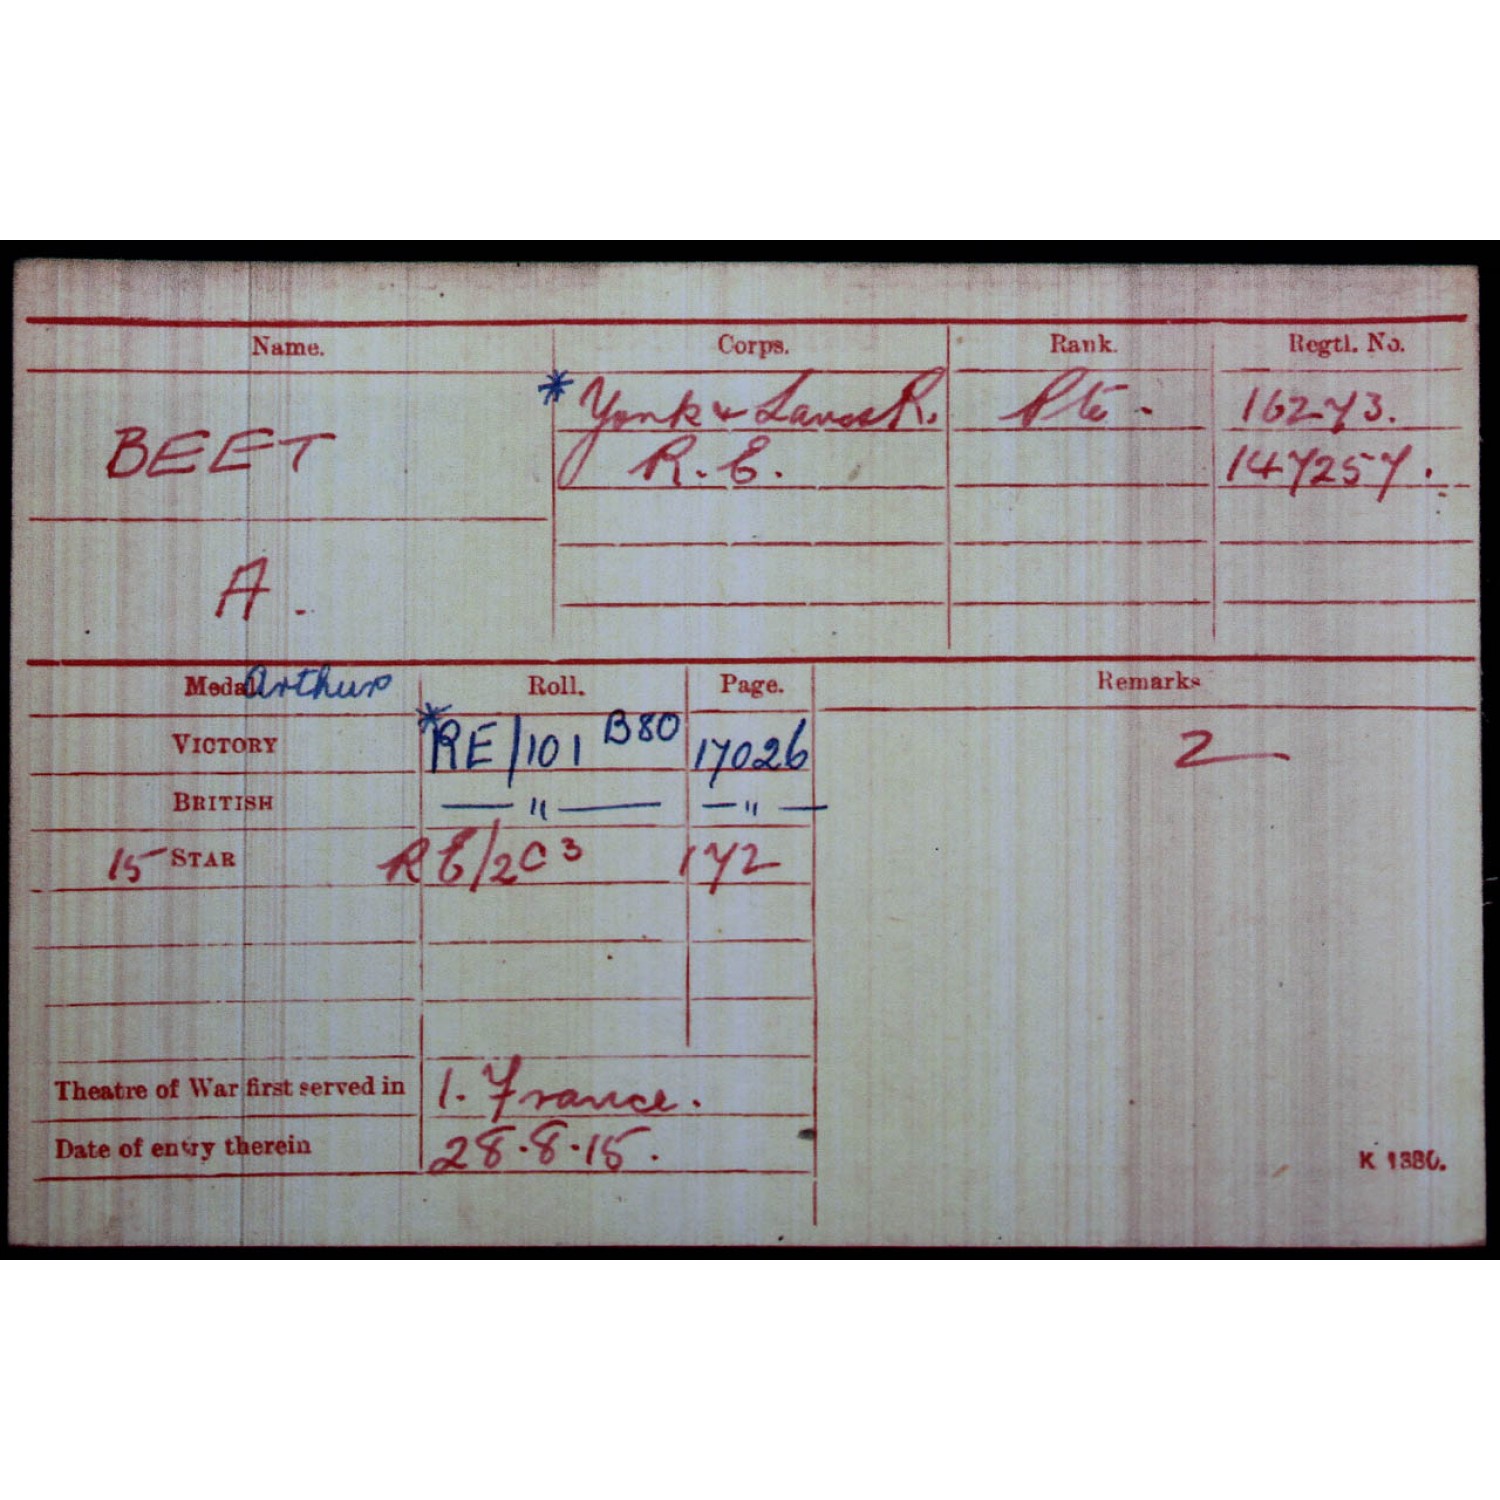 Name. Corps. Rank. Regtl. No.
* York & Lancs R. Pte. 16273.
BEET R.E. 147257.
A.
Medal Arthur Roll. Page. Remarks
VICTORY *RE/101 B80 17026 2
BRITISH — " — — " —
15 STAR RE/2C3 172
Theatre of War first served in 1. France.
Date of entry therein 28.8.15.
K 1380.